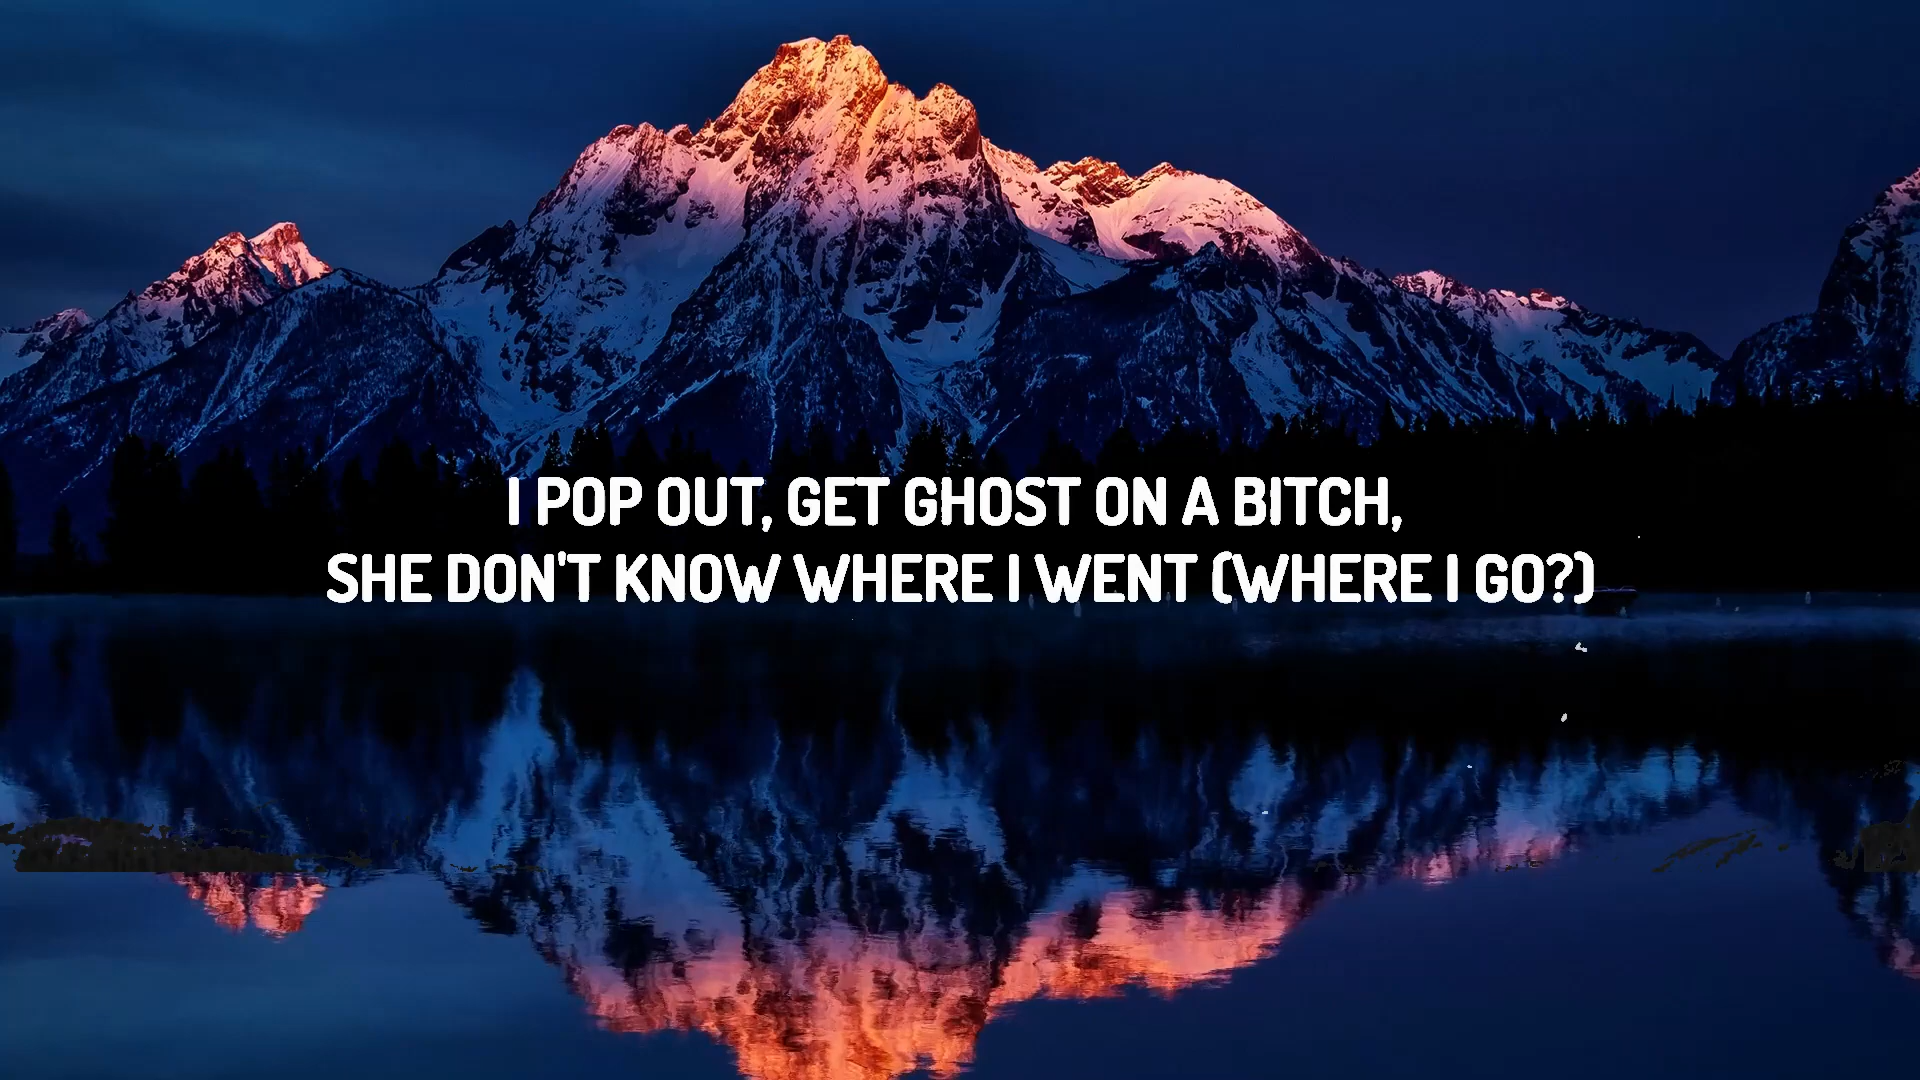 I POP OUT, GET GHOST ON A BITCH,
SHE DON'T KNOW WHERE I WENT (WHERE I GO?)